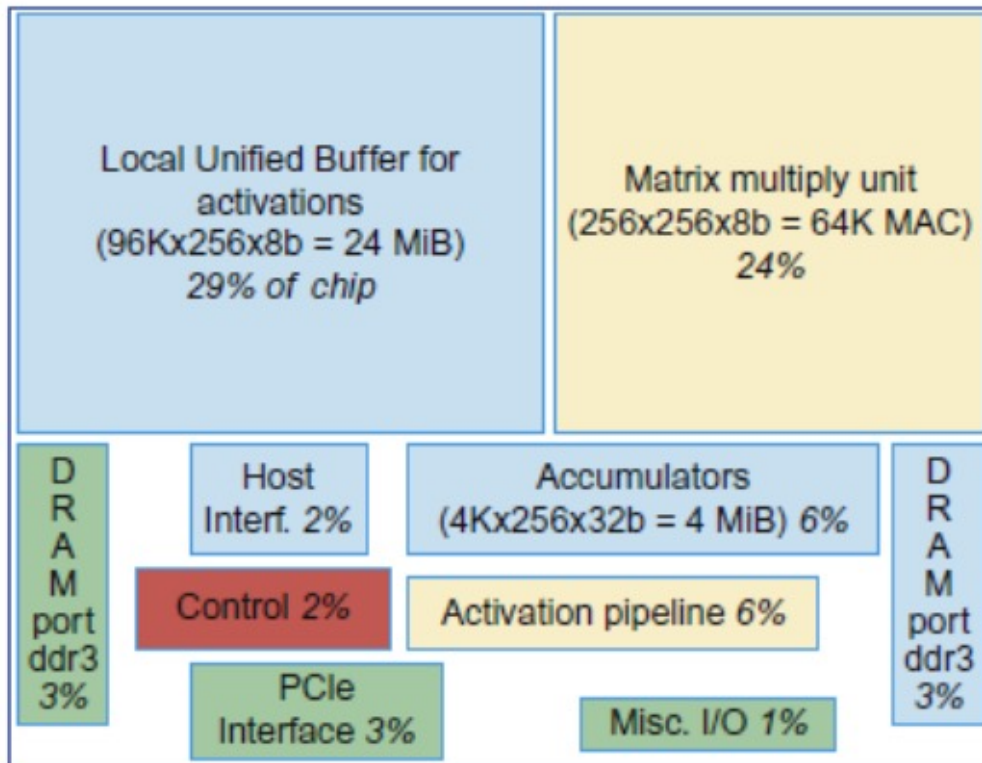 Local Unified Buffer for
activations
(96Kx256x8b = 24 MiB)
29% of chip
Matrix multiply unit
(256x256x8b = 64K MAC)
24%
D
R
A
M
port
ddr3
3%
Host
Interf. 2%
Accumulators
(4Kx256x32b = 4 MiB) 6%
D
R
A
M
port
ddr3
3%
Control 2%
Activation pipeline 6%
PCIe
Interface 3%
Misc. I/O 1%